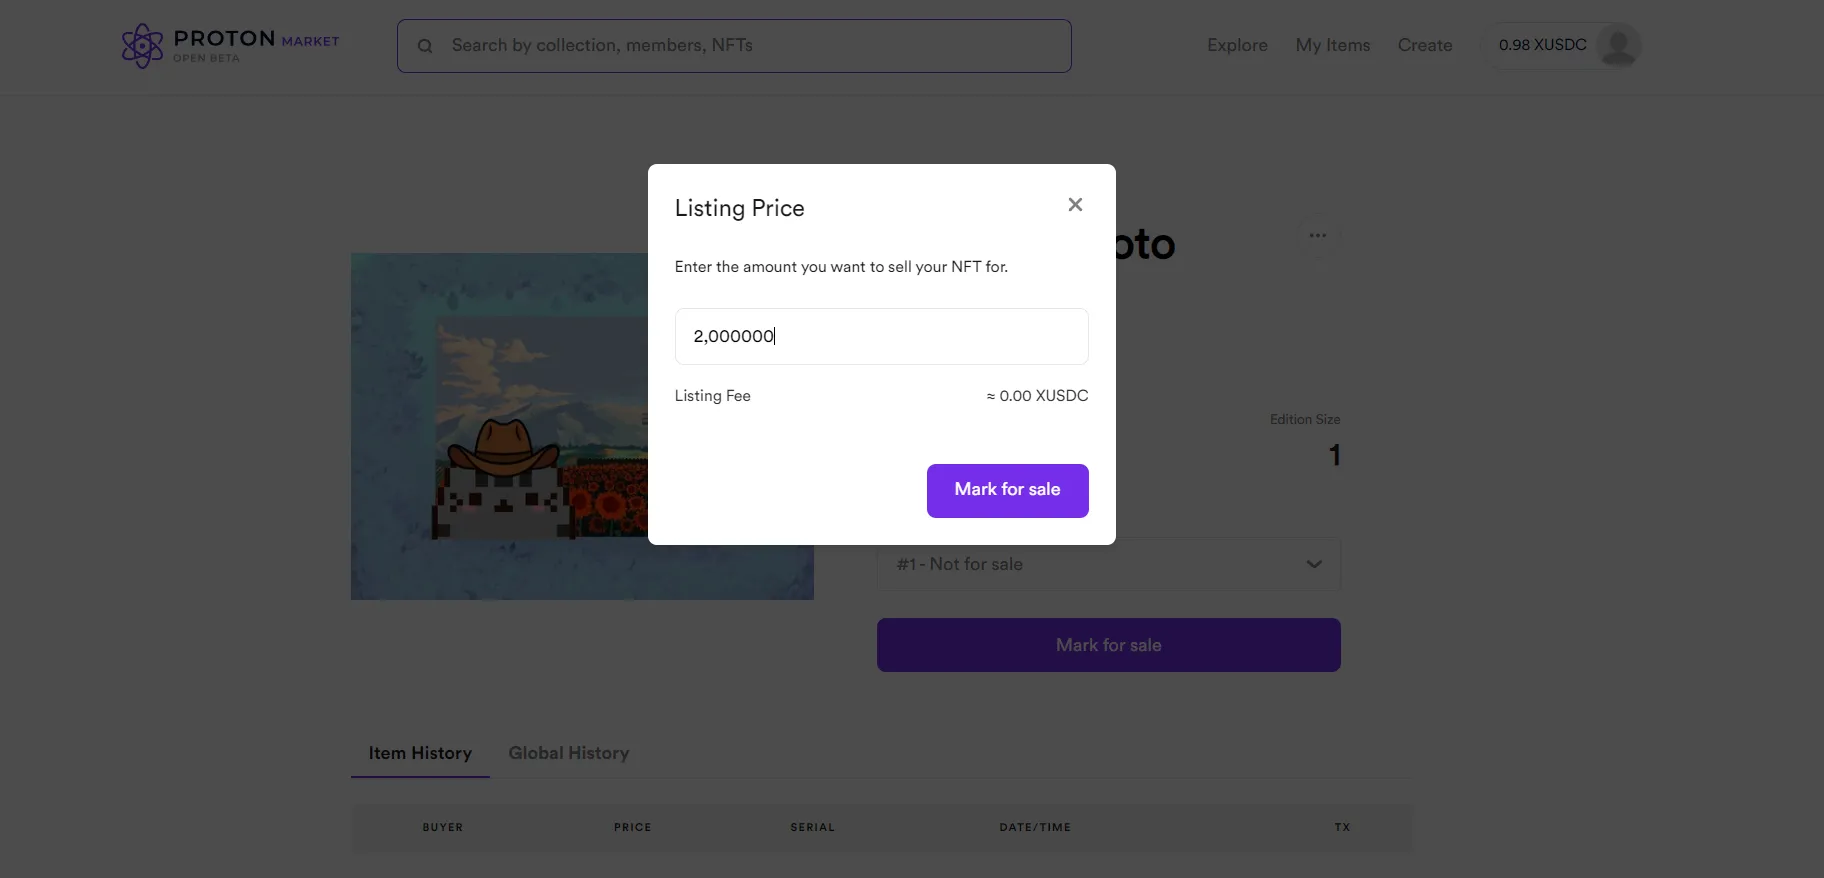 PROTON MARKET
OPEN BETA
Search by collection, members, NFTs
Explore
My Items
Create
0.98 XUSDC
Listing Price
oto
Enter the amount you want to sell your NFT for.
2,000000
Listing Fee
≈ 0.00 XUSDC
Edition Size
1
Mark for sale
#1 - Not for sale
Mark for sale
Item History
Global History
BUYER
PRICE
SERIAL
DATE/TIME
TX